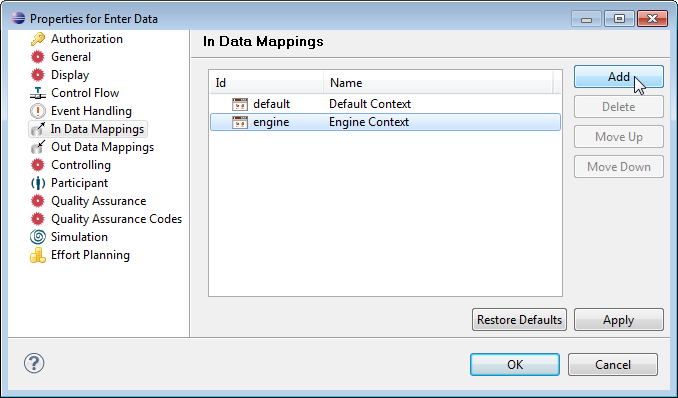 Properties for Enter Data
Authorization
General
Display
Control Flow
Event Handling
In Data Mappings
Out Data Mappings
Controlling
Participant
Quality Assurance
Quality Assurance Codes
Simulation
Effort Planning
In Data Mappings
Id Name
default Default Context
engine Engine Context
Add
Delete
Move Up
Move Down
Restore Defaults Apply
OK Cancel